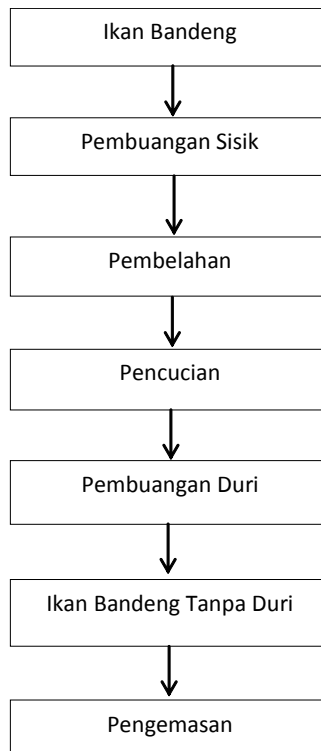 Ikan Bandeng
Pembuangan Sisik
Pembelahan
Pencucian
Pembuangan Duri
Ikan Bandeng Tanpa Duri
Pengemasan